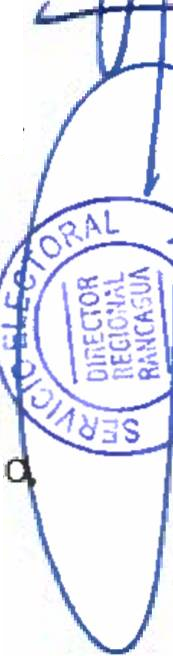 SERVICIO ELECTORAL
DIRECTOR
REGIONAL
RANCAGUA
a,